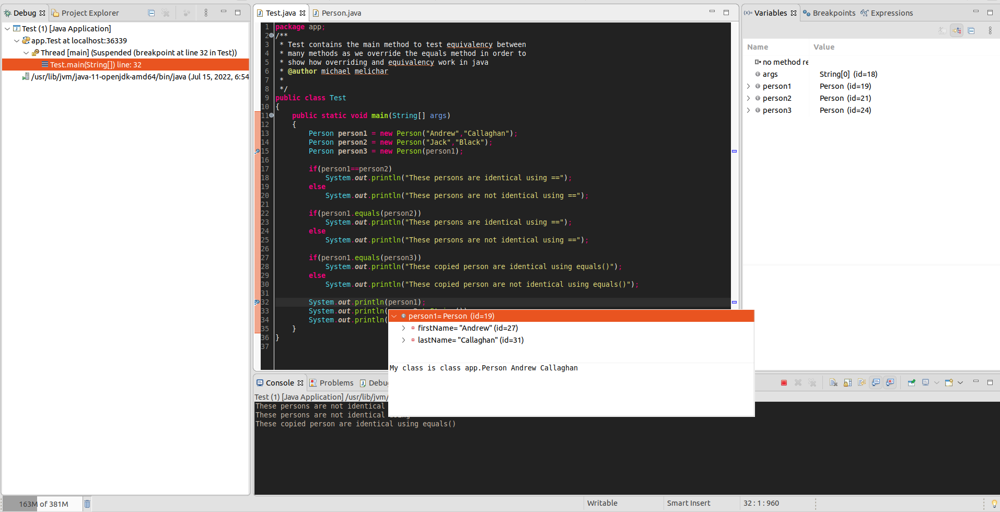 Debug
Project Explorer
Test (1) [Java Application]
app.Test at localhost:36339
Thread [main] (Suspended (breakpoint at line 32 in Test))
Test.main(String[]) line: 32
/usr/lib/jvm/java-11-openjdk-amd64/bin/java (Jul 15, 2022, 6:54
163M of 381M
Test.java
Person.java
1 package app;
2 /**
3 * Test contains the main method to test equivalency between
4 * many methods as we override the equals method in order to
5 * show how overriding and equivalency work in java
6 * @author michael melichar
7 *
8 */
9 public class Test
10 {
11 public static void main(String[] args)
12 {
13 Person person1 = new Person("Andrew","Callaghan");
14 Person person2 = new Person("Jack","Black");
15 Person person3 = new Person(person1);
16
17 if(person1==person2)
18 System.out.println("These persons are identical using ==");
19 else
20 System.out.println("These persons are not identical using ==");
21
22 if(person1.equals(person2))
23 System.out.println("These persons are identical using ==");
24 else
25 System.out.println("These persons are not identical using ==");
26
27 if(person1.equals(person3))
28 System.out.println("These copied person are identical using equals()");
29 else
30 System.out.println("These copied person are not identical using equals()");
31
32 System.out.println(person1);
33 System.out.println(
34 System.out.println(
35 }
36 }
37
person1= Person (id=19)
firstName= "Andrew" (id=27)
lastName= "Callaghan" (id=31)
My class is class app.Person Andrew Callaghan
Console
Problems
Debu
Test (1) [Java Application] /usr/lib/jvm/
These persons are not identical
These persons are not identical
These copied person are identical using equals()
(x)= Variables
Breakpoints
Expressions
Name Value
no method re
args String[0] (id=18)
person1 Person (id=19)
person2 Person (id=21)
person3 Person (id=24)
Writable
Smart Insert
32 : 1 : 960